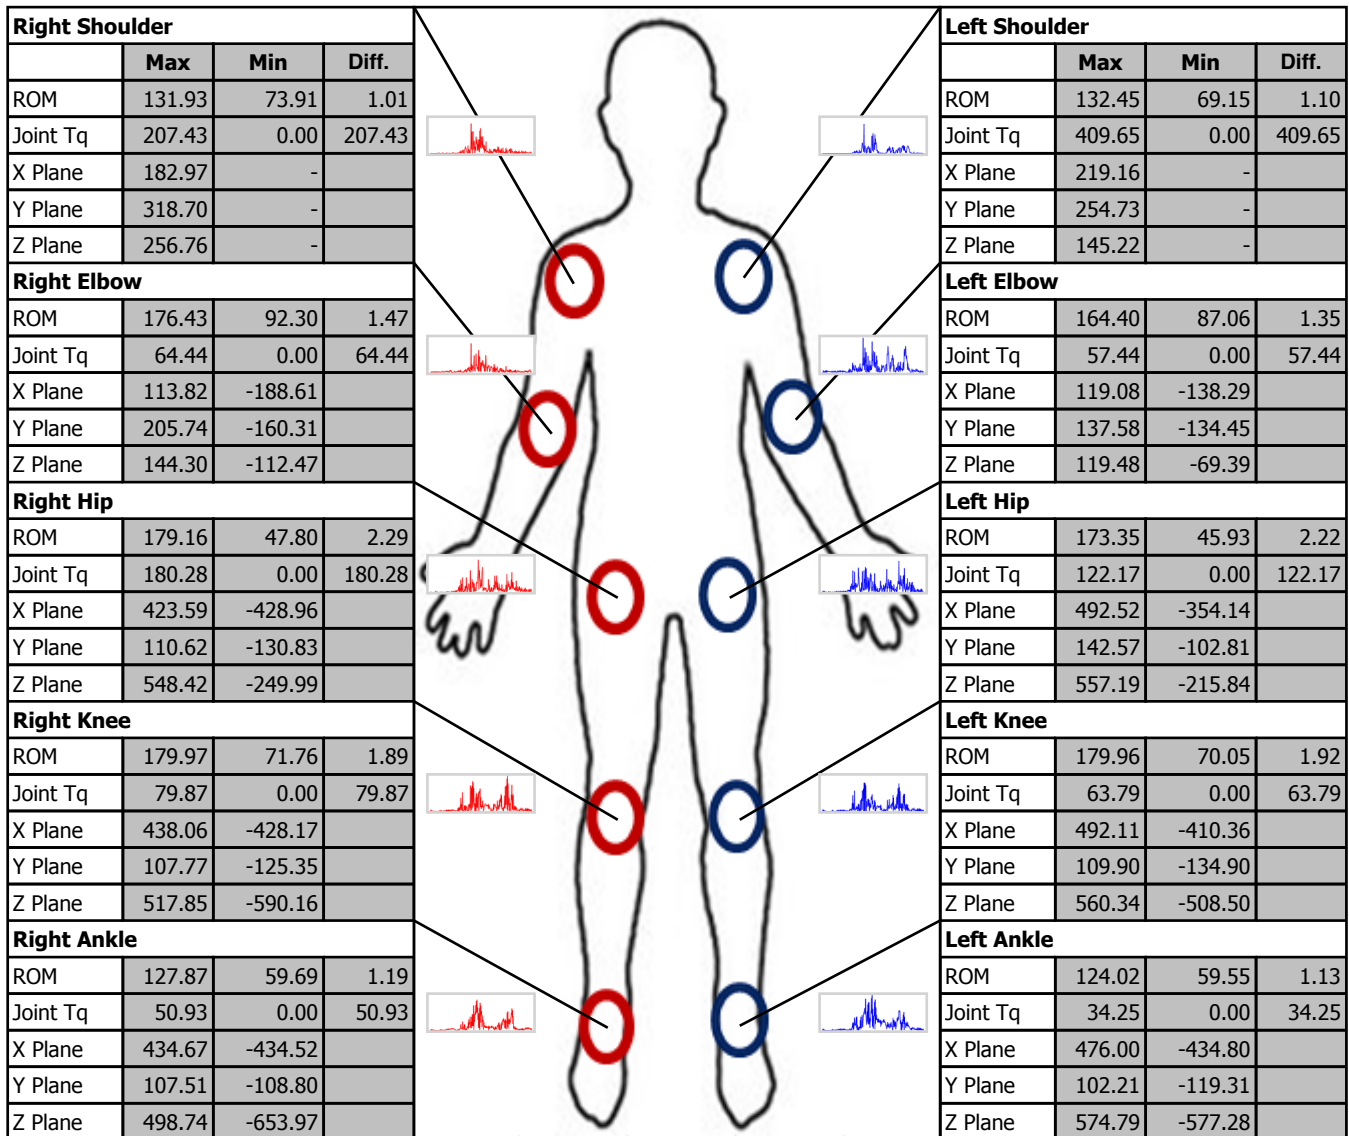 Right Shoulder
Max Min Diff.
ROM 131.93 73.91 1.01
Joint Tq 207.43 0.00 207.43
X Plane 182.97 -
Y Plane 318.70 -
Z Plane 256.76 -
Right Elbow
ROM 176.43 92.30 1.47
Joint Tq 64.44 0.00 64.44
X Plane 113.82 -188.61
Y Plane 205.74 -160.31
Z Plane 144.30 -112.47
Right Hip
ROM 179.16 47.80 2.29
Joint Tq 180.28 0.00 180.28
X Plane 423.59 -428.96
Y Plane 110.62 -130.83
Z Plane 548.42 -249.99
Right Knee
ROM 179.97 71.76 1.89
Joint Tq 79.87 0.00 79.87
X Plane 438.06 -428.17
Y Plane 107.77 -125.35
Z Plane 517.85 -590.16
Right Ankle
ROM 127.87 59.69 1.19
Joint Tq 50.93 0.00 50.93
X Plane 434.67 -434.52
Y Plane 107.51 -108.80
Z Plane 498.74 -653.97
Left Shoulder
Max Min Diff.
ROM 132.45 69.15 1.10
Joint Tq 409.65 0.00 409.65
X Plane 219.16 -
Y Plane 254.73 -
Z Plane 145.22 -
Left Elbow
ROM 164.40 87.06 1.35
Joint Tq 57.44 0.00 57.44
X Plane 119.08 -138.29
Y Plane 137.58 -134.45
Z Plane 119.48 -69.39
Left Hip
ROM 173.35 45.93 2.22
Joint Tq 122.17 0.00 122.17
X Plane 492.52 -354.14
Y Plane 142.57 -102.81
Z Plane 557.19 -215.84
Left Knee
ROM 179.96 70.05 1.92
Joint Tq 63.79 0.00 63.79
X Plane 492.11 -410.36
Y Plane 109.90 -134.90
Z Plane 560.34 -508.50
Left Ankle
ROM 124.02 59.55 1.13
Joint Tq 34.25 0.00 34.25
X Plane 476.00 -434.80
Y Plane 102.21 -119.31
Z Plane 574.79 -577.28